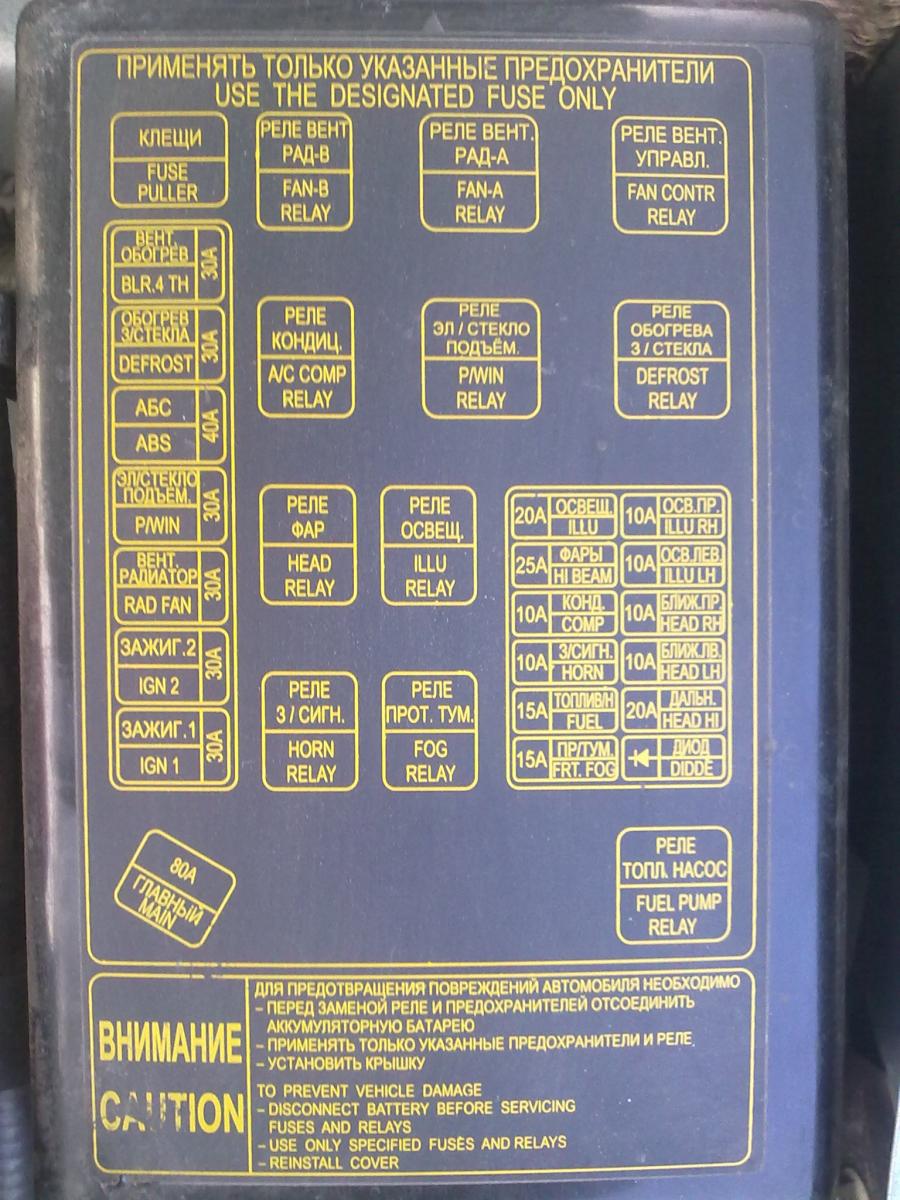 ПРИМЕНЯТЬ ТОЛЬКО УКАЗАННЫЕ ПРЕДОХРАНИТЕЛИ
USE THE DESIGNATED FUSE ONLY
КЛЕЩИ
FUSE
PULLER
РЕЛЕ ВЕНТ
РАД-В
FAN-B
RELAY
РЕЛЕ ВЕНТ.
РАД-А
FAN-A
RELAY
РЕЛЕ ВЕНТ.
УПРАВЛ.
FAN CONTR
RELAY
ВЕНТ.
ОБОГРЕВ
BLR.4 TH
30A
ОБОГРЕВ
З/СТЕКЛА
DEFROST
30A
АБС
ABS
40A
ЭЛ/СТЕКЛО
ПОДЪЁМ.
P/WIN
30A
ВЕНТ.
РАДИАТОР
RAD FAN
30A
ЗАЖИГ.2
IGN 2
30A
ЗАЖИГ.1
IGN 1
30A
РЕЛЕ
КОНДИЦ.
A/C COMP
RELAY
РЕЛЕ
ЭЛ / СТЕКЛО
ПОДЪЁМ.
P/WIN
RELAY
РЕЛЕ
ОБОГРЕВА
З / СТЕКЛА
DEFROST
RELAY
РЕЛЕ
ФАР
HEAD
RELAY
РЕЛЕ
ОСВЕЩ.
ILLU
RELAY
РЕЛЕ
З / СИГН.
HORN
RELAY
РЕЛЕ
ПРОТ. ТУМ.
FOG
RELAY
20A ОСВЕЩ.
ILLU
10A ОСВ.ПР.
ILLU RH
25A ФАРЫ
HI BEAM
10A ОСВ.ЛЕВ.
ILLU LH
10A КОНД.
COMP
10A БЛИЖ.ПР.
HEAD RH
10A З/СИГН.
HORN
10A БЛИЖ.ЛВ.
HEAD LH
15A ТОПЛИВ/Н
FUEL
20A ДАЛЬН.
HEAD HI
15A ПР/ТУМ.
FRT. FOG
ДИОД
DIDDE
80A
ГЛАВНЫЙ
MAIN
РЕЛЕ
ТОПЛ. НАСОС
FUEL PUMP
RELAY
ВНИМАНИЕ
CAUTION
ДЛЯ ПРЕДОТВРАЩЕНИЯ ПОВРЕЖДЕНИЙ АВТОМОБИЛЯ НЕОБХОДИМО
– ПЕРЕД ЗАМЕНОЙ РЕЛЕ И ПРЕДОХРАНИТЕЛЕЙ ОТСОЕДИНИТЬ
АККУМУЛЯТОРНУЮ БАТАРЕЮ
– ПРИМЕНЯТЬ ТОЛЬКО УКАЗАННЫЕ ПРЕДОХРАНИТЕЛИ И РЕЛЕ.
– УСТАНОВИТЬ КРЫШКУ
TO PREVENT VEHICLE DAMAGE
– DISCONNECT BATTERY BEFORE SERVICING
FUSES AND RELAYS
– USE ONLY SPECIFIED FUSES AND RELAYS
– REINSTALL COVER